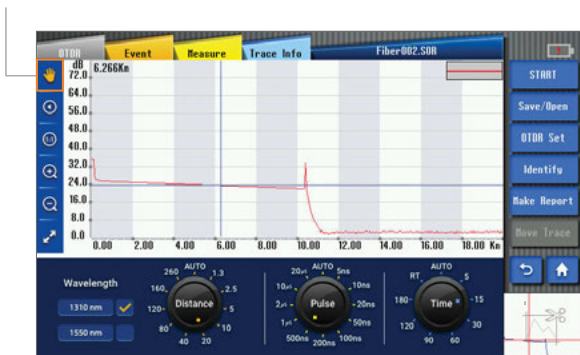 OTDR Event Measure Trace Info Fiber002.SOR
dB
72.0
6.266Km
64.0
56.0
48.0
40.0
32.0
24.0
16.0
8.0
0.0
0.00 2.00 4.00 6.00 8.00 10.00 12.00 14.00 16.00 18.00 Km
1:1
START
Save/Open
OTDR Set
Identify
Make Report
Move Trace
Wavelength
1310 nm
1550 nm
AUTO
260 1.3
160 2.5
120 5
80 10
40 20
Distance
AUTO
20μs 5ns
10μs 10ns
2μs 20ns
1μs 50ns
500ns 200ns 100ns
Pulse
AUTO
RT 5
180 15
120 30
90 60
Time